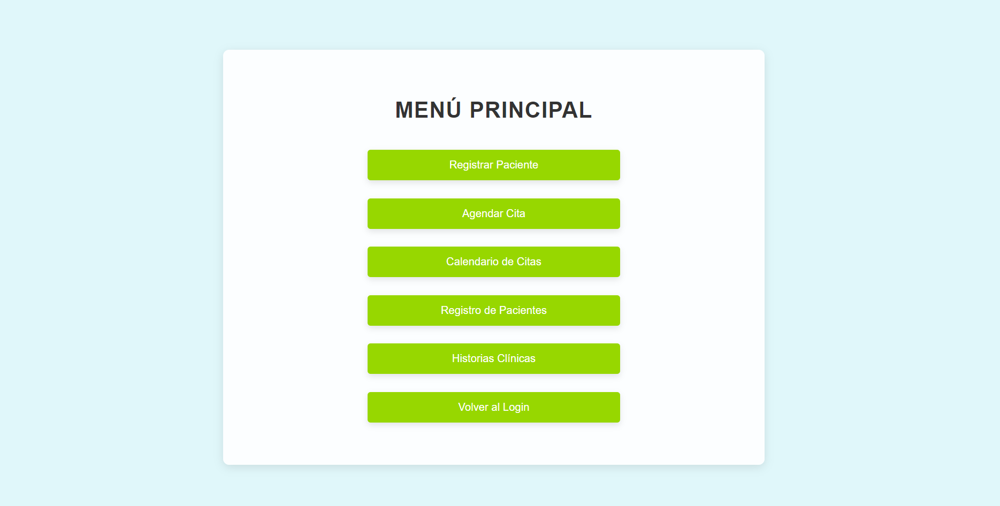 MENÚ PRINCIPAL
Registrar Paciente
Agendar Cita
Calendario de Citas
Registro de Pacientes
Historias Clínicas
Volver al Login